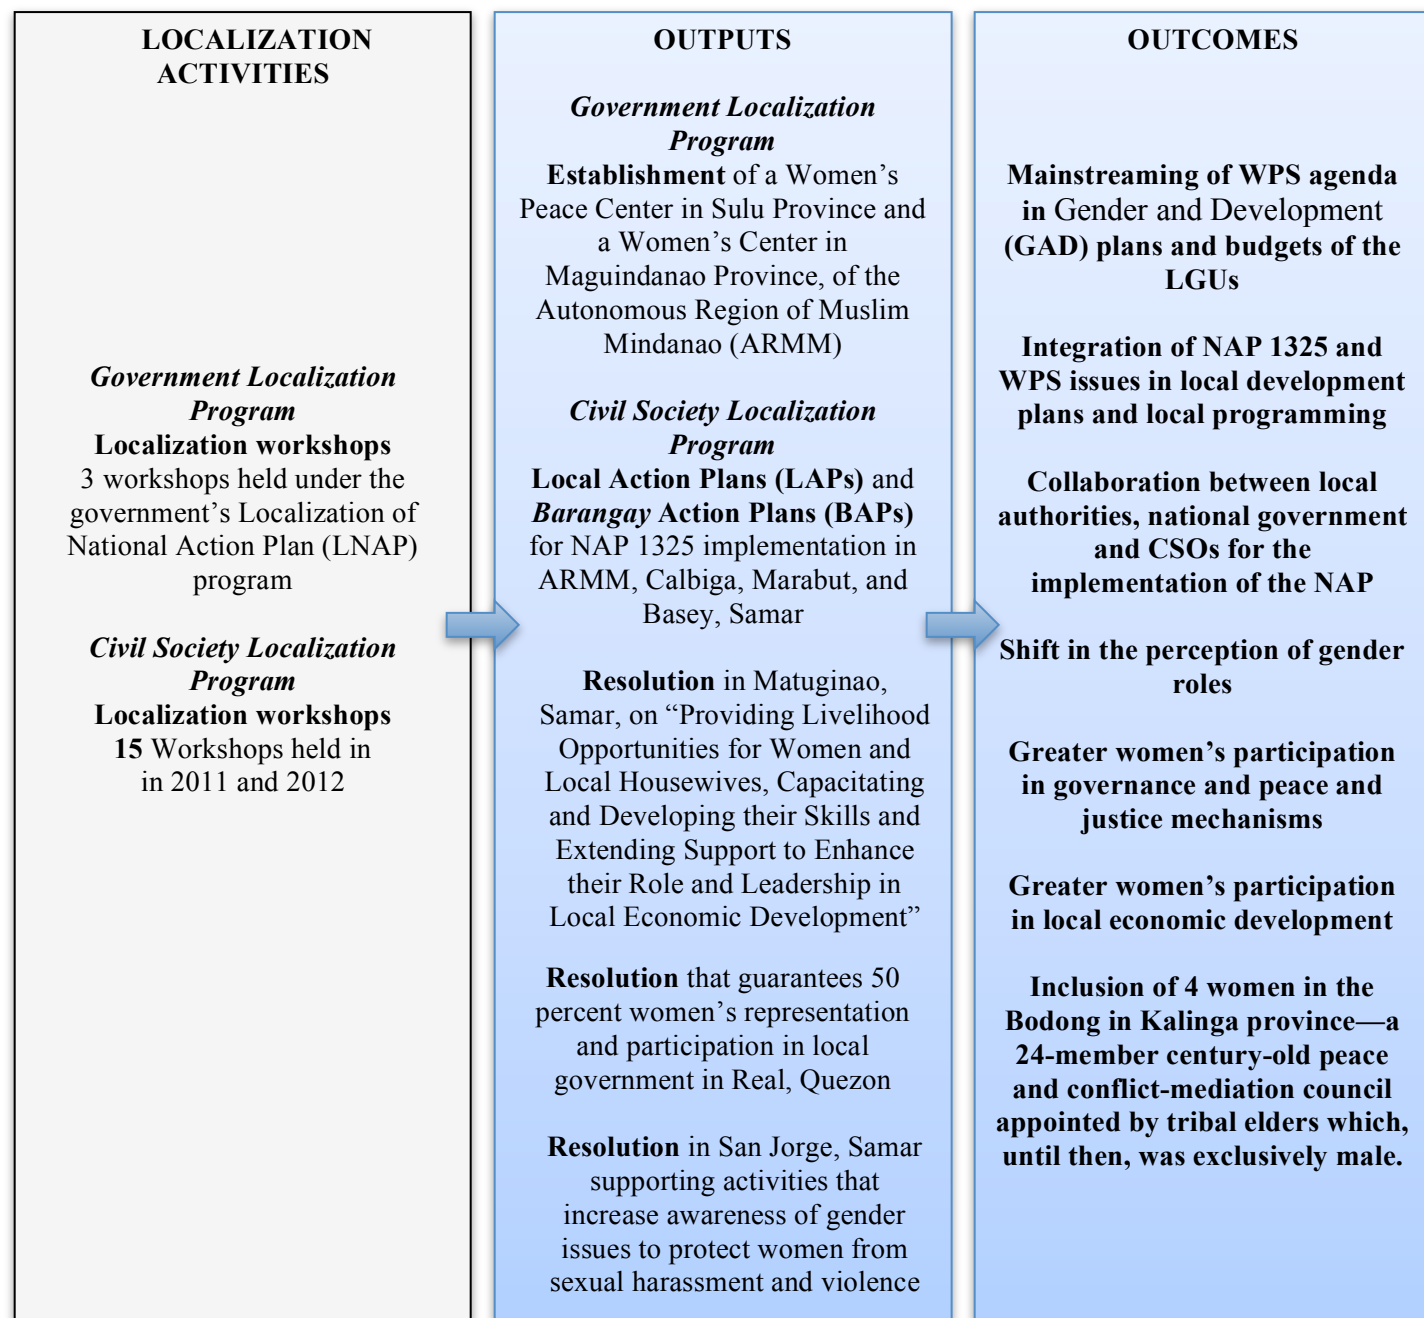 LOCALIZATION
ACTIVITIES
Government Localization
Program
Localization workshops
3 workshops held under the
government’s Localization of
National Action Plan (LNAP)
program
Civil Society Localization
Program
Localization workshops
15 Workshops held in
in 2011 and 2012
OUTPUTS
Government Localization
Program
Establishment of a Women’s
Peace Center in Sulu Province and
a Women’s Center in
Maguindanao Province, of the
Autonomous Region of Muslim
Mindanao (ARMM)
Civil Society Localization
Program
Local Action Plans (LAPs) and
Barangay Action Plans (BAPs)
for NAP 1325 implementation in
ARMM, Calbiga, Marabut, and
Basey, Samar
Resolution in Matuginao,
Samar, on “Providing Livelihood
Opportunities for Women and
Local Housewives, Capacitating
and Developing their Skills and
Extending Support to Enhance
their Role and Leadership in
Local Economic Development”
Resolution that guarantees 50
percent women’s representation
and participation in local
government in Real, Quezon
Resolution in San Jorge, Samar
supporting activities that
increase awareness of gender
issues to protect women from
sexual harassment and violence
OUTCOMES
Mainstreaming of WPS agenda
in Gender and Development
(GAD) plans and budgets of the
LGUs
Integration of NAP 1325 and
WPS issues in local development
plans and local programming
Collaboration between local
authorities, national government
and CSOs for the
implementation of the NAP
Shift in the perception of gender
roles
Greater women’s participation
in governance and peace and
justice mechanisms
Greater women’s participation
in local economic development
Inclusion of 4 women in the
Bodong in Kalinga province—a
24-member century-old peace
and conflict-mediation council
appointed by tribal elders which,
until then, was exclusively male.